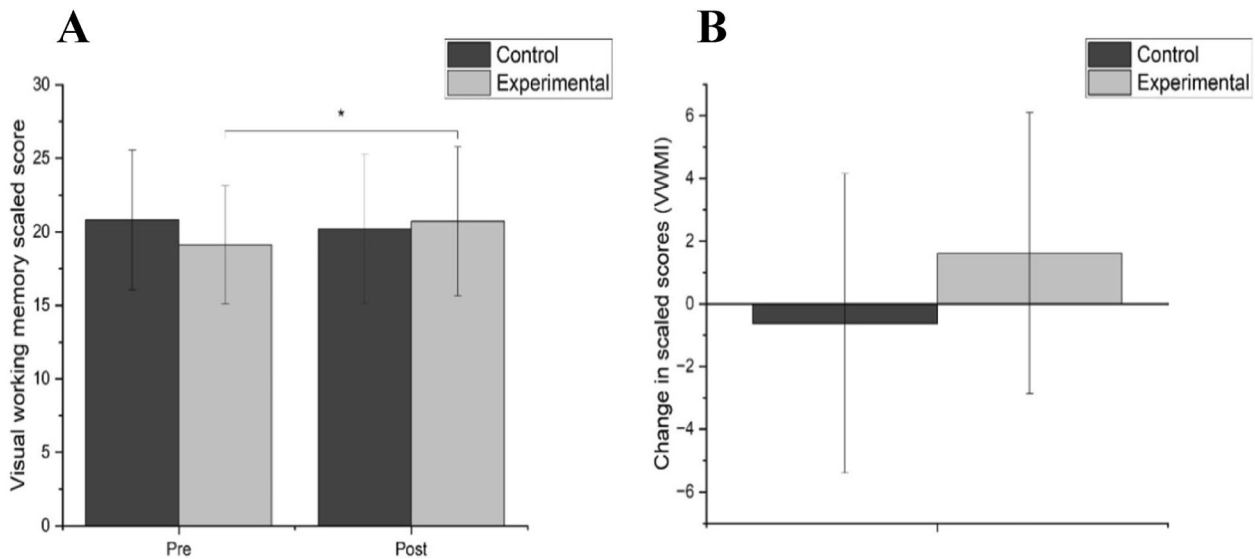 A
Control
Experimental
Visual working memory scaled score
30
25
20
15
10
5
0
*
Pre
Post
B
Control
Experimental
Change in scaled scores (VWMI)
6
4
2
0
−2
−4
−6